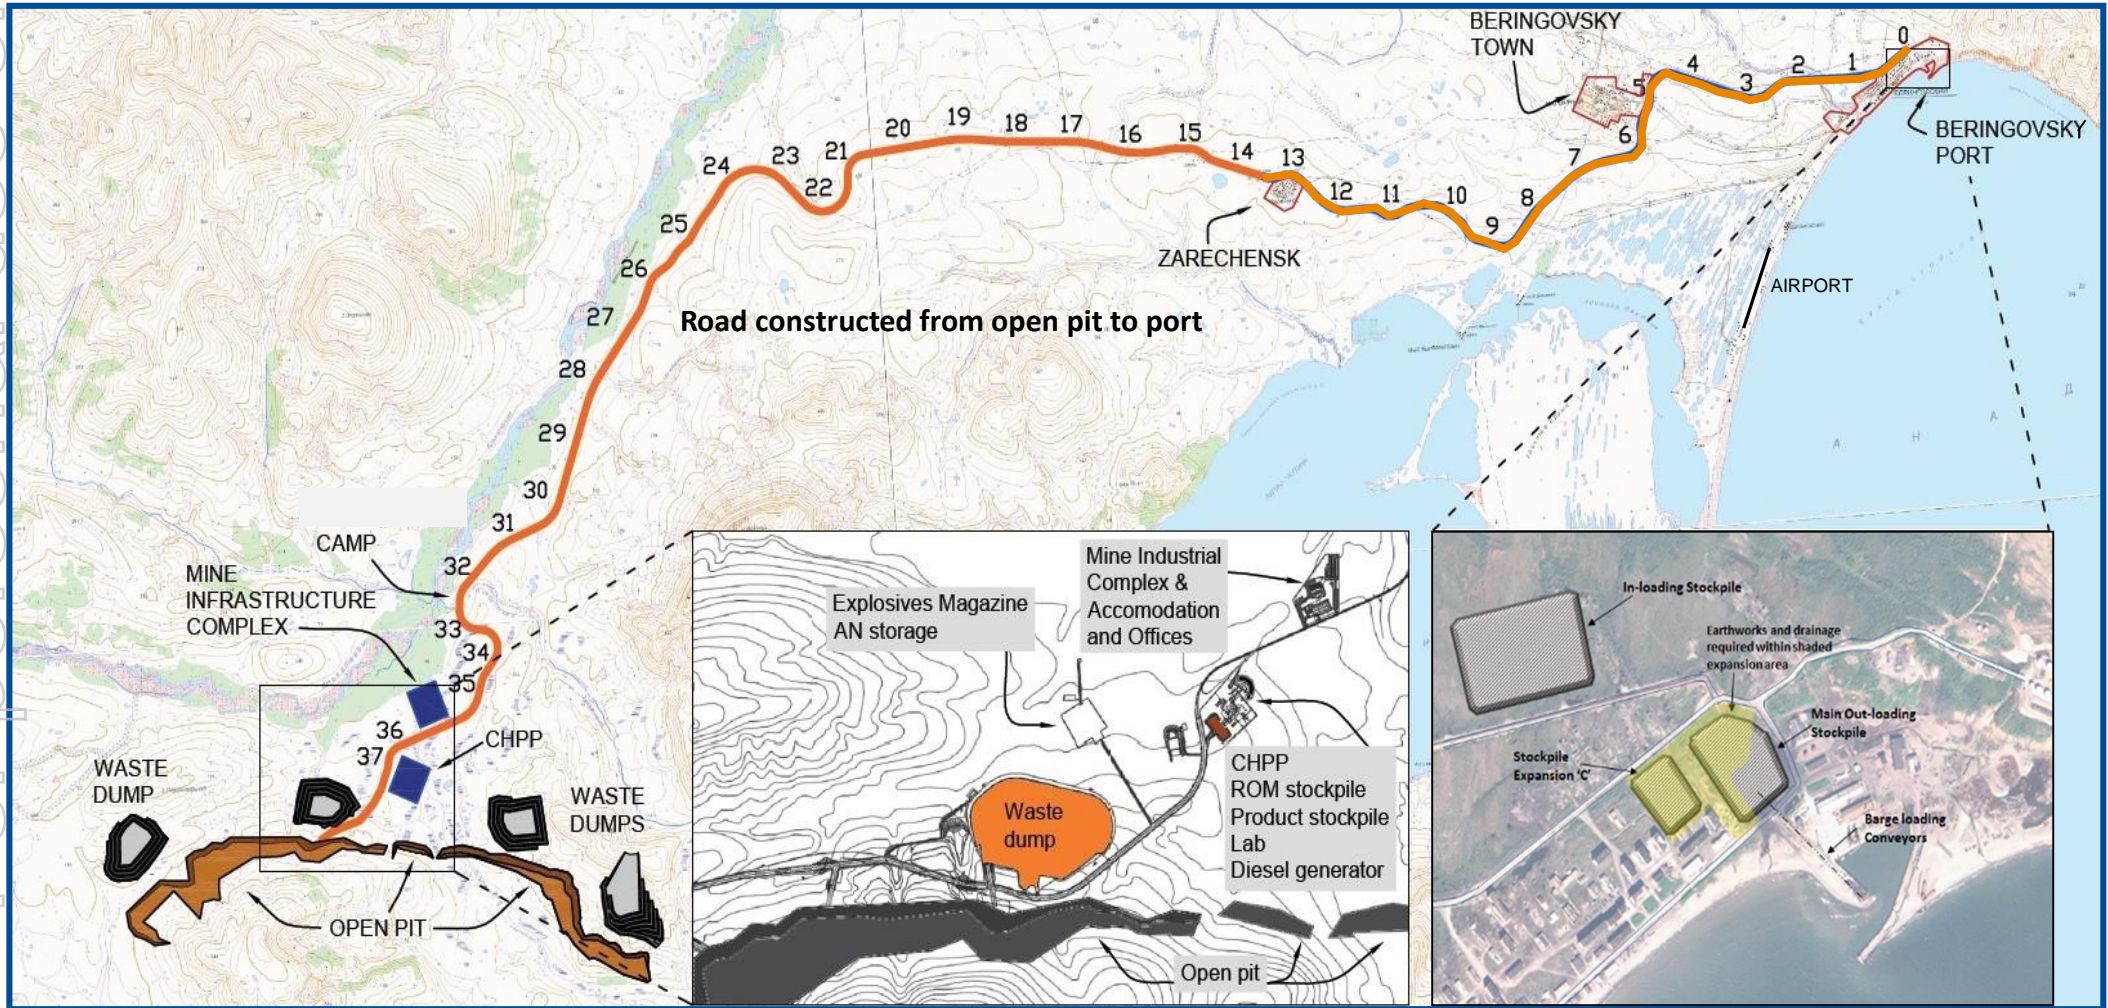 BERINGOVSKY
TOWN
0
1
2
3
4
5
6
7
8
9
10
11
12
13
14
15
16
17
18
19
20
21
22
23
24
25
26
27
28
29
30
31
32
33
34
35
36
37
BERINGOVSKY
PORT
ZARECHENSK
AIRPORT
Road constructed from open pit to port
CAMP
MINE
INFRASTRUCTURE
COMPLEX
CHPP
WASTE
DUMP
WASTE
DUMPS
OPEN PIT
Explosives Magazine
AN storage
Mine Industrial
Complex &
Accomodation
and Offices
Waste
dump
CHPP
ROM stockpile
Product stockpile
Lab
Diesel generator
Open pit
In-loading Stockpile
Earthworks and drainage
required within shaded
expansion area
Main Out-loading
Stockpile
Stockpile
Expansion 'C'
Barge loading
Conveyors